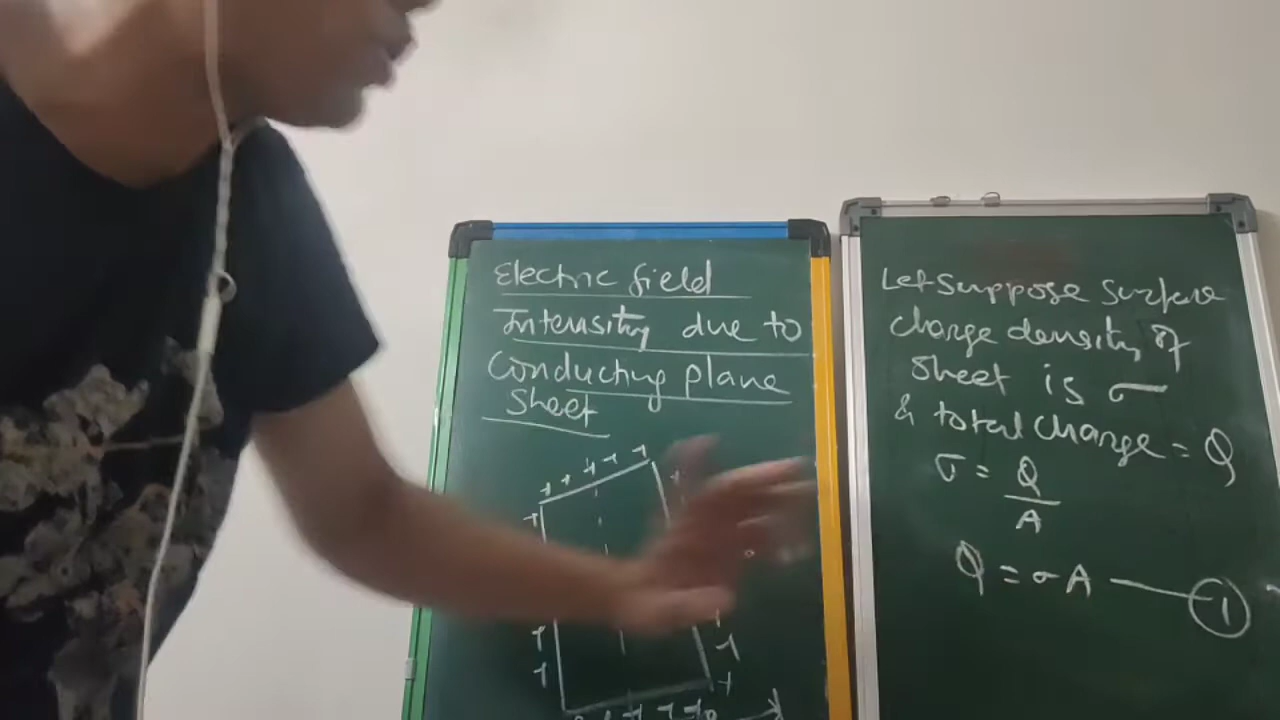 Electric field
Intensity due to
Conducting plane
Sheet
Let suppose surface
charge density of
sheet is σ
& total charge = Q
σ = Q
A
Q = σ A — 1